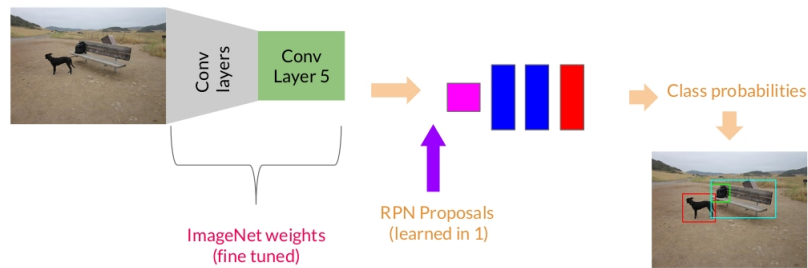 Conv
layers
Conv
Layer 5
Class probabilities
RPN Proposals
(learned in 1)
ImageNet weights
(fine tuned)